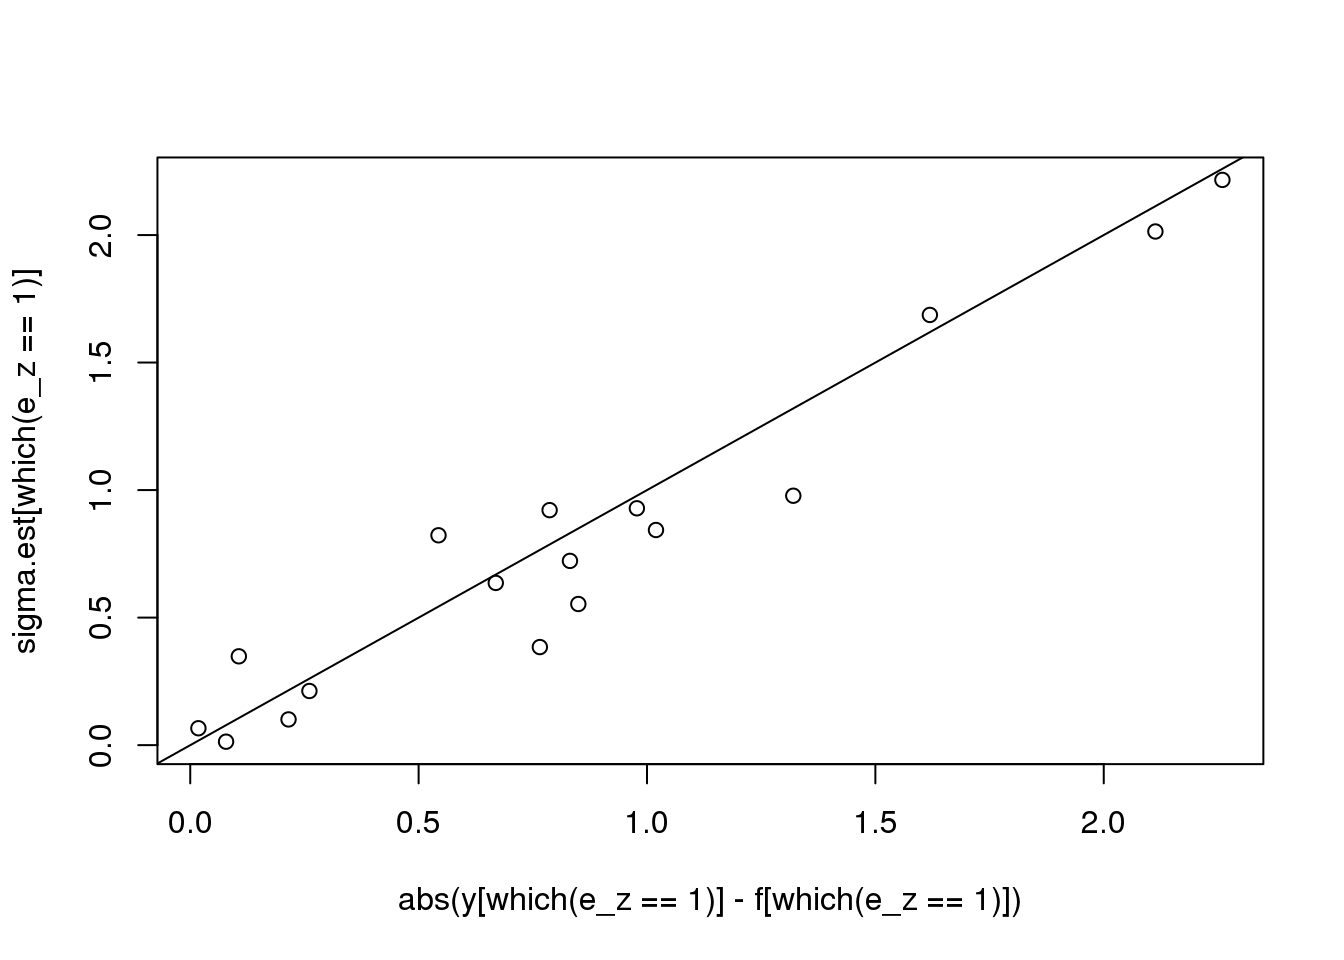 sigma.est[which(e_z == 1)]
2.0
1.5
1.0
0.5
0.0
0.0 0.5 1.0 1.5 2.0
abs(y[which(e_z == 1)] - f[which(e_z == 1)])